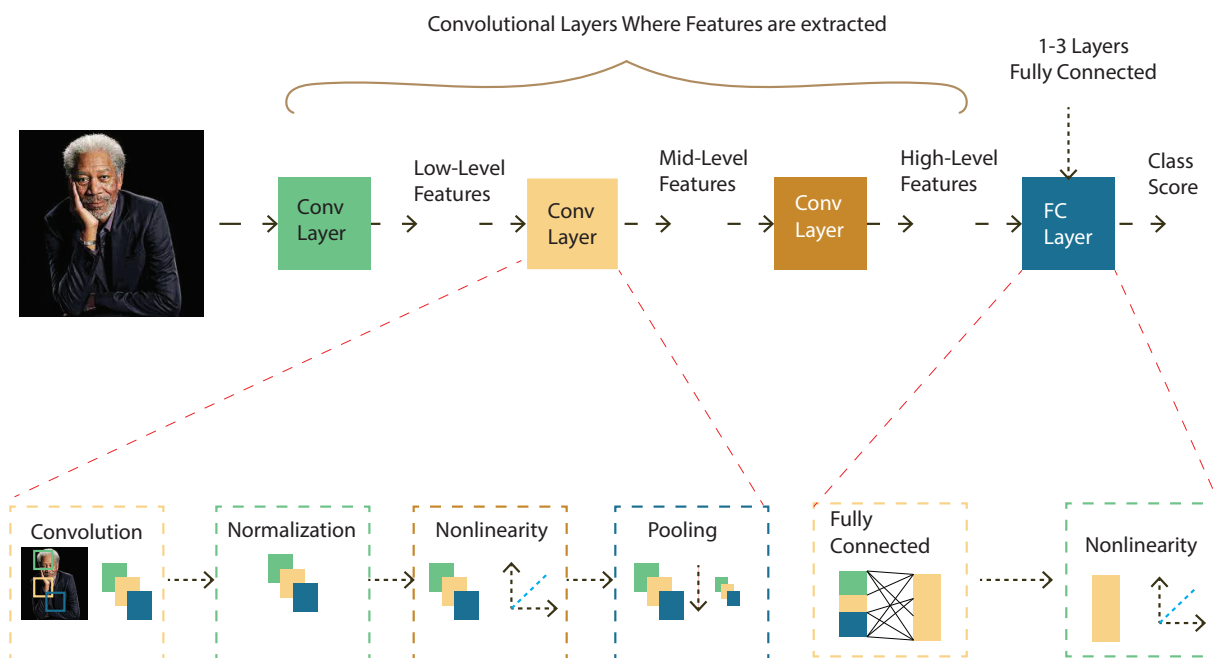 Convolutional Layers Where Features are extracted
1-3 Layers
Fully Connected
Conv
Layer
Low-Level
Features
Conv
Layer
Mid-Level
Features
Conv
Layer
High-Level
Features
FC
Layer
Class
Score
Convolution
Normalization
Nonlinearity
Pooling
Fully
Connected
Nonlinearity